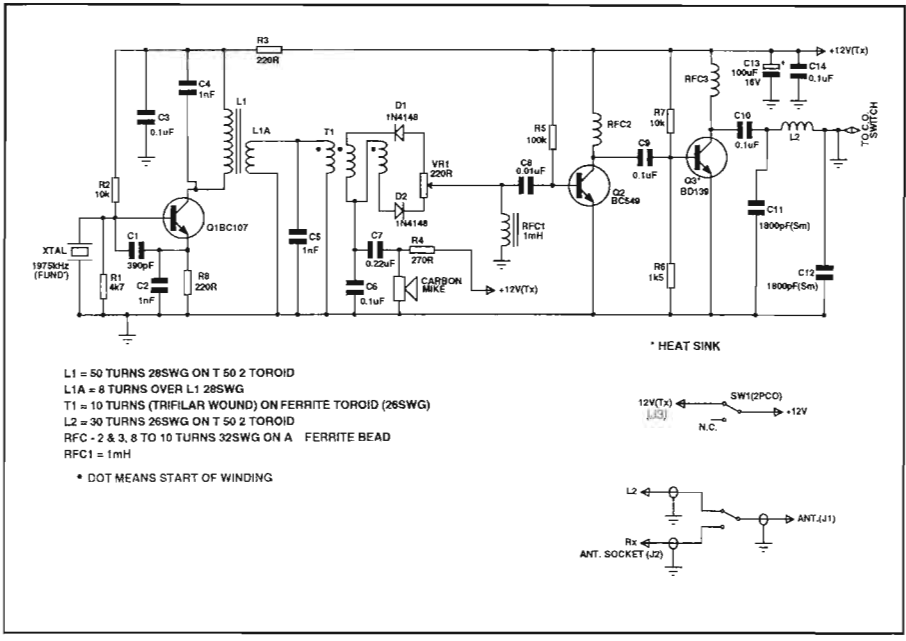 R3
220R
+12V(Tx)
C4
1nF
C3
0.1uF
L1
L1A
T1
D1
1N4148
VR1
220R
D2
1N4148
R5
100k
C8
0.01uF
RFC2
RFC3
R7
10k
C9
0.1uF
C13
100uF
16V
*
C14
0.1uF
C10
0.1uF
L2
TO C.O.
SWITCH
R2
10k
Q1BC107
XTAL
1975kHz
(FUND')
C1
390pF
R1
4k7
C2
1nF
R8
220R
C5
1nF
C7
0.22uF
R4
270R
C6
0.1uF
CARBON
MIKE
+12V(Tx)
RFC1
1mH
Q2
BC549
Q3*
BD139
R6
1k5
C11
1800pF(Sm)
C12
1800pF(Sm)
* HEAT SINK
L1 = 50 TURNS 28SWG ON T 50 2 TOROID
L1A = 8 TURNS OVER L1 28SWG
T1 = 10 TURNS (TRIFILAR WOUND) ON FERRITE TOROID (26SWG)
L2 = 30 TURNS 26SWG ON T 50 2 TOROID
RFC - 2 & 3, 8 TO 10 TURNS 32SWG ON A FERRITE BEAD
RFC1 = 1mH
• DOT MEANS START OF WINDING
SW1(2PCO)
12V(Tx)
(J3)
+12V
N.C.
L2
ANT.(J1)
Rx
ANT. SOCKET (J2)